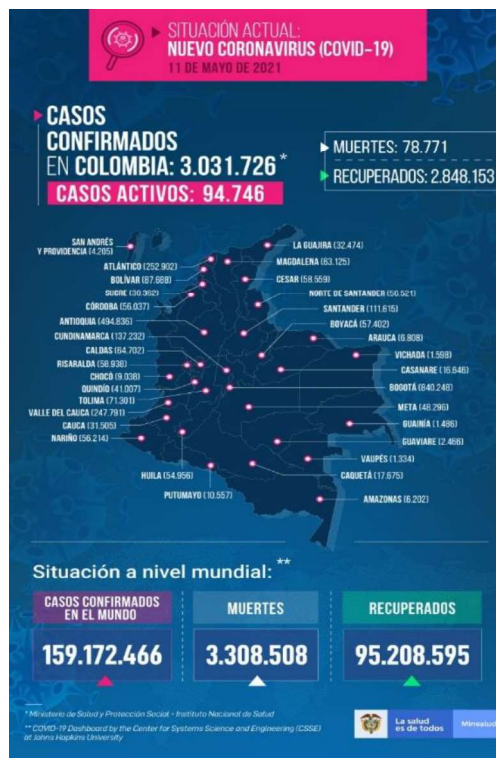 SITUACIÓN ACTUAL:
NUEVO CORONAVIRUS (COVID-19)
11 DE MAYO DE 2021
CASOS
CONFIRMADOS
EN COLOMBIA: 3.031.726*
CASOS ACTIVOS: 94.746
MUERTES: 78.771
RECUPERADOS: 2.848.153
SAN ANDRÉS
Y PROVIDENCIA (4.205)
LA GUAJIRA (32.474)
ATLÁNTICO (252.902)
MAGDALENA (63.125)
BOLÍVAR (87.688)
CESAR (58.559)
SUCRE (30.362)
NORTE DE SANTANDER (50.521)
CÓRDOBA (56.037)
SANTANDER (111.615)
ANTIOQUIA (494.836)
BOYACÁ (57.402)
CUNDINAMARCA (137.232)
ARAUCA (6.808)
CALDAS (64.702)
VICHADA (1.598)
RISARALDA (58.938)
CASANARE (16.646)
CHOCÓ (9.038)
QUINDÍO (41.007)
BOGOTÁ (840.248)
TOLIMA (71.301)
VALLE DEL CAUCA (247.791)
META (48.296)
CAUCA (31.505)
GUAINÍA (1.486)
NARIÑO (56.214)
GUAVIARE (2.466)
VAUPÉS (1.334)
HUILA (54.956)
CAQUETÁ (17.675)
PUTUMAYO (10.557)
AMAZONAS (6.202)
Situación a nivel mundial: **
CASOS CONFIRMADOS
EN EL MUNDO
MUERTES
RECUPERADOS
159.172.466
3.308.508
95.208.595
* Ministerio de Salud y Protección Social - Instituto Nacional de Salud
** COVID-19 Dashboard by the Center for Systems Science and Engineering (CSSE)
at Johns Hopkins University
La salud
es de todos
Minsalud